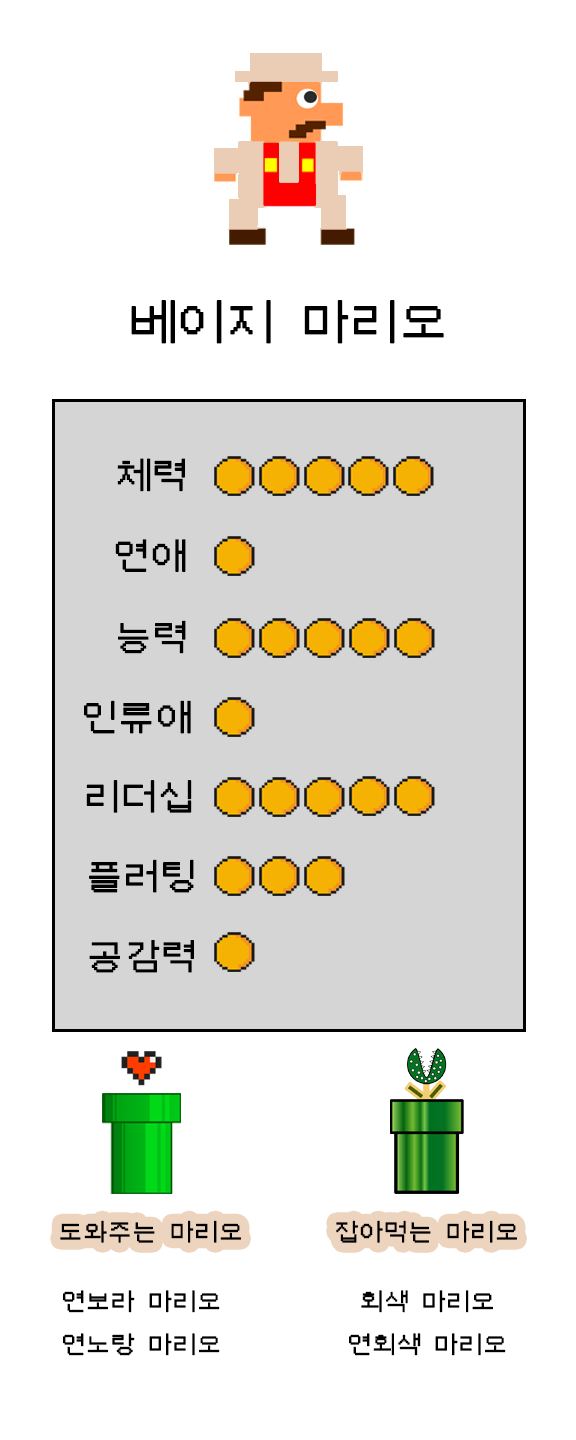 베이지 마리오
체력
연애
능력
인류애
리더십
플러팅
공감력
도와주는 마리오
잡아먹는 마리오
연보라 마리오
회색 마리오
연노랑 마리오
연회색 마리오